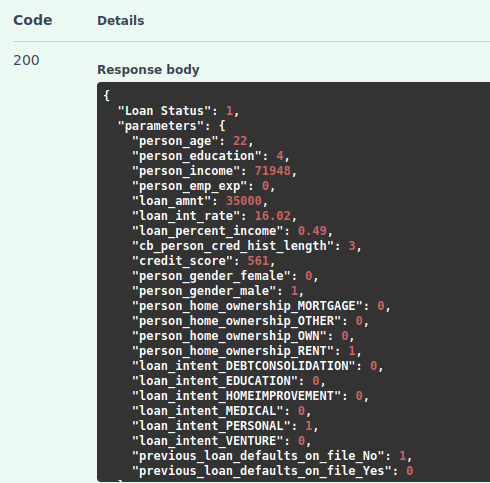 Code Details
200
Response body
{
  "Loan Status": 1,
  "parameters": {
    "person_age": 22,
    "person_education": 4,
    "person_income": 71948,
    "person_emp_exp": 0,
    "loan_amnt": 35000,
    "loan_int_rate": 16.02,
    "loan_percent_income": 0.49,
    "cb_person_cred_hist_length": 3,
    "credit_score": 561,
    "person_gender_female": 0,
    "person_gender_male": 1,
    "person_home_ownership_MORTGAGE": 0,
    "person_home_ownership_OTHER": 0,
    "person_home_ownership_OWN": 0,
    "person_home_ownership_RENT": 1,
    "loan_intent_DEBTCONSOLIDATION": 0,
    "loan_intent_EDUCATION": 0,
    "loan_intent_HOMEIMPROVEMENT": 0,
    "loan_intent_MEDICAL": 0,
    "loan_intent_PERSONAL": 1,
    "loan_intent_VENTURE": 0,
    "previous_loan_defaults_on_file_No": 1,
    "previous_loan_defaults_on_file_Yes": 0